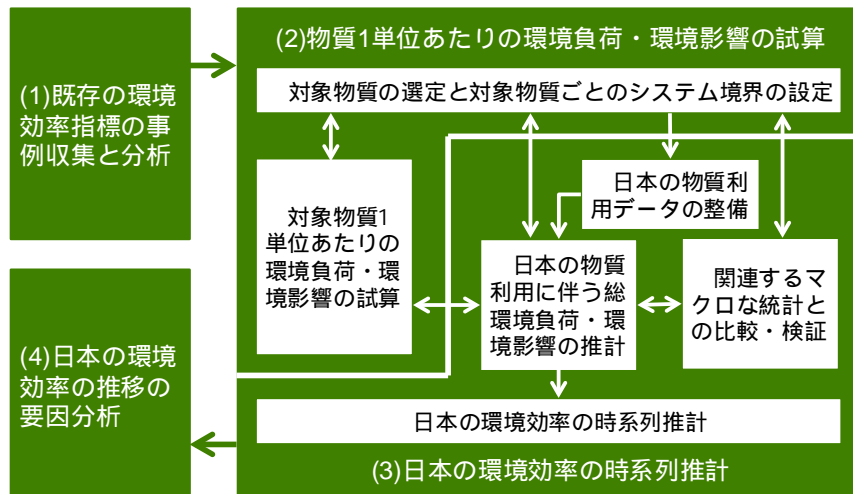 (1)既存の環境
効率指標の事
例収集と分析
(2)物質1単位あたりの環境負荷・環境影響の試算
対象物質の選定と対象物質ごとのシステム境界の設定
対象物質1
単位あたりの
環境負荷・環
境影響の試算
日本の物質利
用データの整備
日本の物質
利用に伴う総
環境負荷・環
境影響の推計
関連するマ
クロな統計と
の比較・検証
日本の環境効率の時系列推計
(3)日本の環境効率の時系列推計
(4)日本の環境
効率の推移の
要因分析